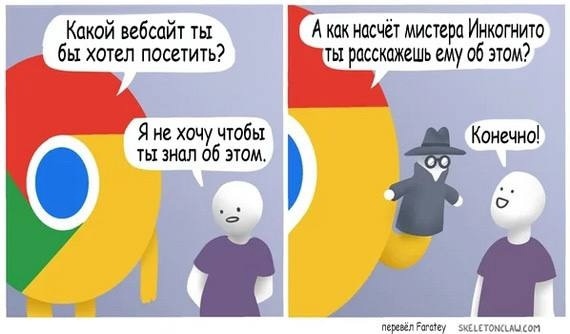 Какой вебсайт ты
бы хотел посетить?
Я не хочу чтобы
ты знал об этом.
А как насчёт мистера Инкогнито
ты расскажешь ему об этом?
Конечно!
перевёл Faratey
SKELETONCLAW.COM